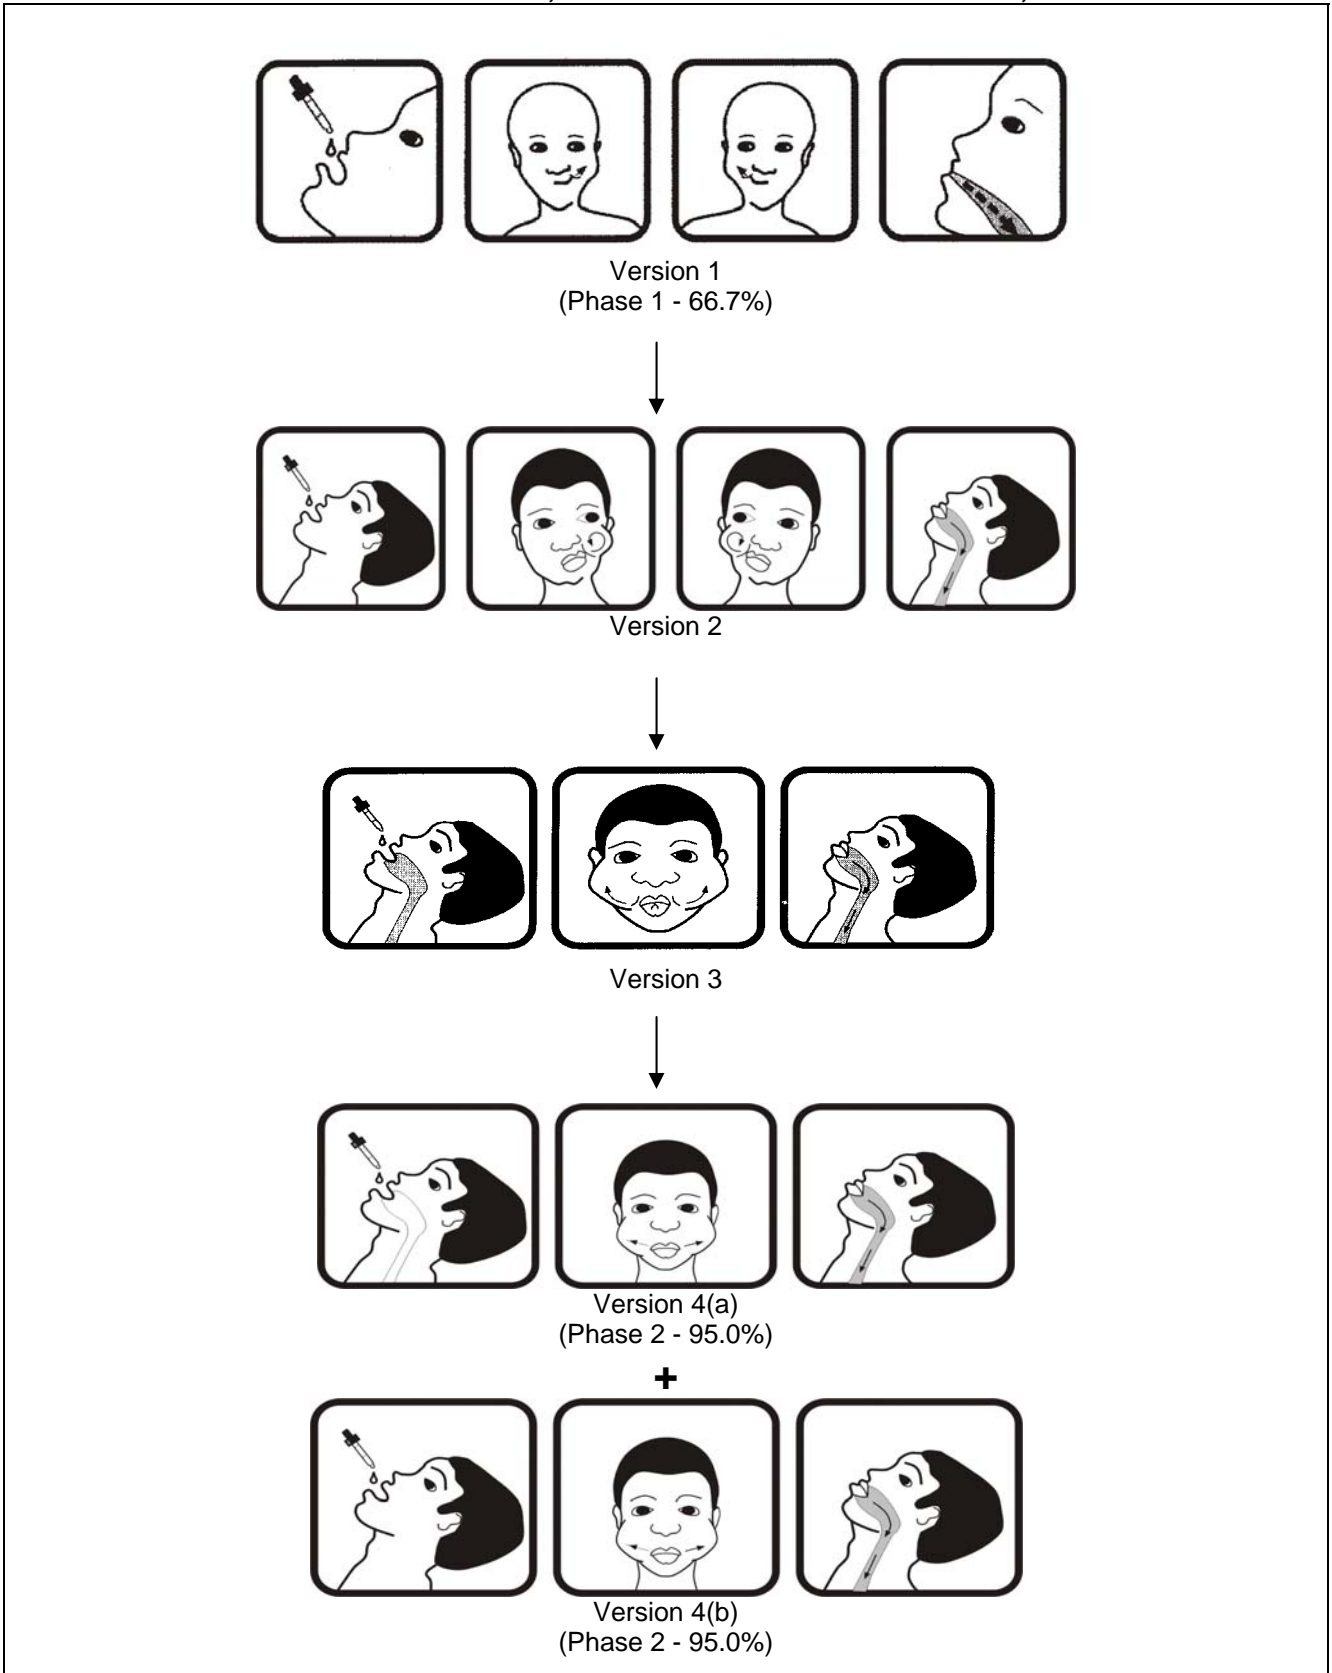 Version 1
(Phase 1 - 66.7%)
Version 2
Version 3
Version 4(a)
(Phase 2 - 95.0%)
+
Version 4(b)
(Phase 2 - 95.0%)